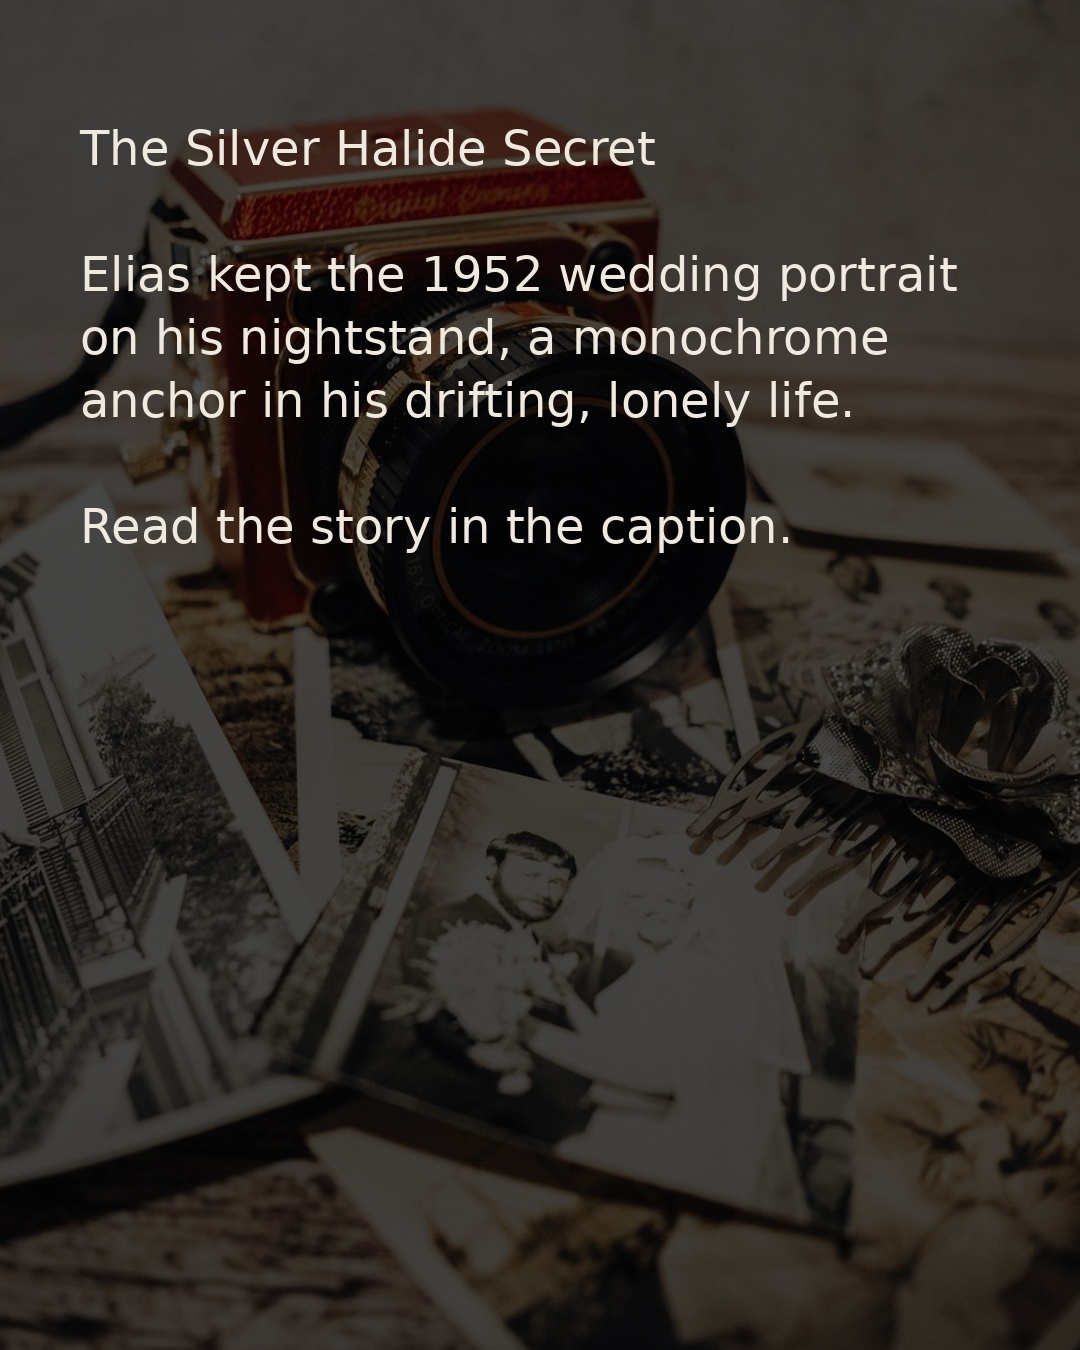 The Silver Halide Secret
Elias kept the 1952 wedding portrait
on his nightstand, a monochrome
anchor in his drifting, lonely life.
Read the story in the caption.